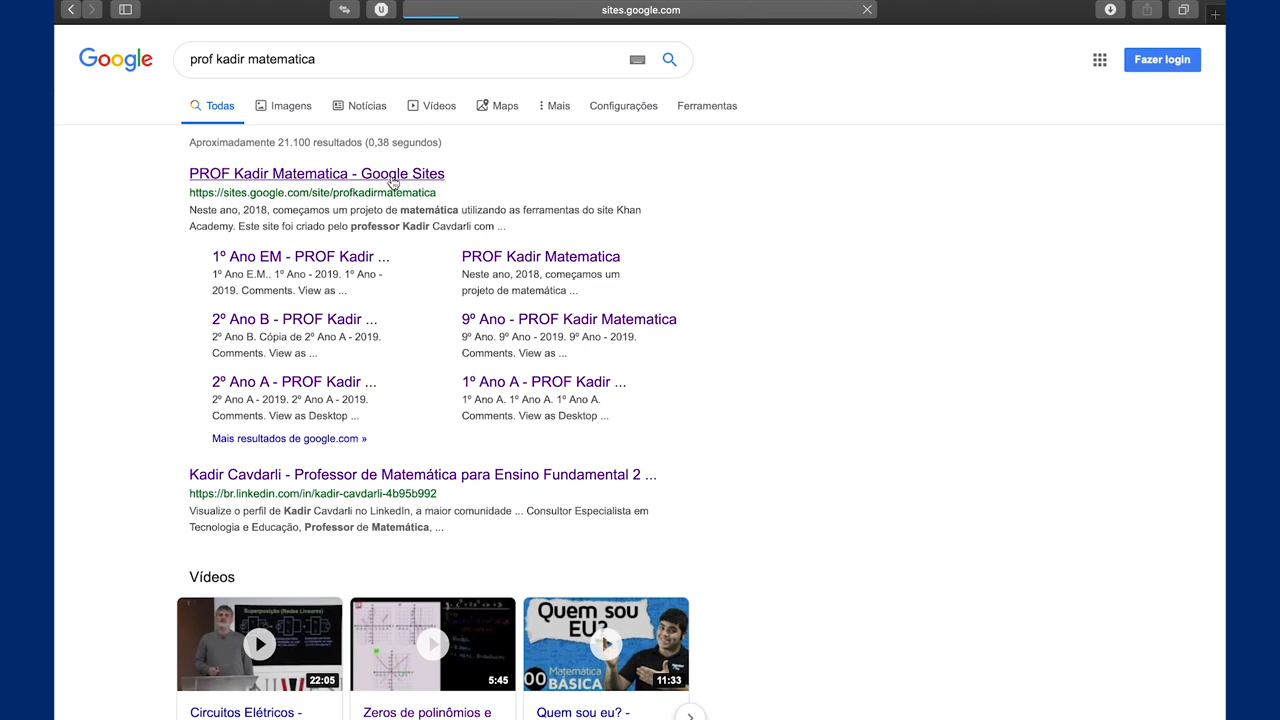 sites.google.com
Google
prof kadir matematica
Fazer login
Todas
Imagens
Notícias
Vídeos
Maps
Mais
Configurações
Ferramentas
Aproximadamente 21.100 resultados (0,38 segundos)
PROF Kadir Matematica - Google Sites
https://sites.google.com/site/profkadirmatematica
Neste ano, 2018, começamos um projeto de matemática utilizando as ferramentas do site Khan
Academy. Este site foi criado pelo professor Kadir Cavdarli com ...
1º Ano EM - PROF Kadir ...
1º Ano E.M.. 1º Ano - 2019. 1º Ano -
2019. Comments. View as ...
PROF Kadir Matematica
Neste ano, 2018, começamos um
projeto de matemática ...
2º Ano B - PROF Kadir ...
2º Ano B. Cópia de 2º Ano A - 2019.
Comments. View as ...
9º Ano - PROF Kadir Matematica
9º Ano. 9º Ano - 2019. 9º Ano - 2019.
Comments. View as ...
2º Ano A - PROF Kadir ...
2º Ano A - 2019. 2º Ano A - 2019.
Comments. View as Desktop ...
1º Ano A - PROF Kadir ...
1º Ano A. 1º Ano A. 1º Ano A.
Comments. View as Desktop ...
Mais resultados de google.com »
Kadir Cavdarli - Professor de Matemática para Ensino Fundamental 2 ...
https://br.linkedin.com/in/kadir-cavdarli-4b95b992
Visualize o perfil de Kadir Cavdarli no LinkedIn, a maior comunidade ... Consultor Especialista em
Tecnologia e Educação, Professor de Matemática, ...
Vídeos
Superposição (Redes Lineares)
22:05
5:45
Quem sou
EU?
00 Matemática
BÁSICA
11:33
Circuitos Elétricos -
Zeros de polinômios e
Quem sou eu? -